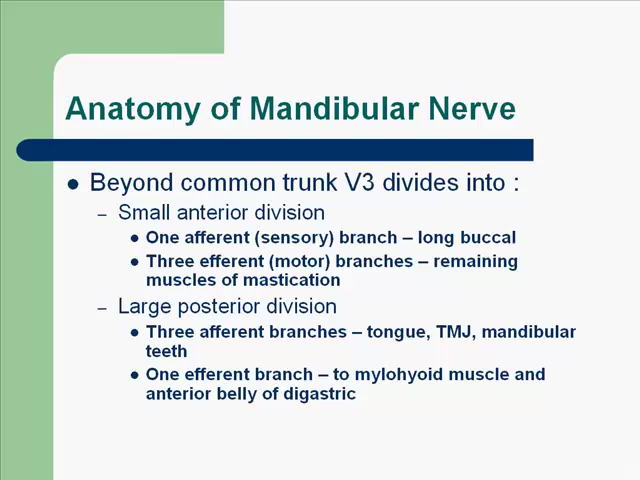 Anatomy of Mandibular Nerve
● Beyond common trunk V3 divides into :
– Small anterior division
● One afferent (sensory) branch – long buccal
● Three efferent (motor) branches – remaining
muscles of mastication
– Large posterior division
● Three afferent branches – tongue, TMJ, mandibular
teeth
● One efferent branch – to mylohyoid muscle and
anterior belly of digastric